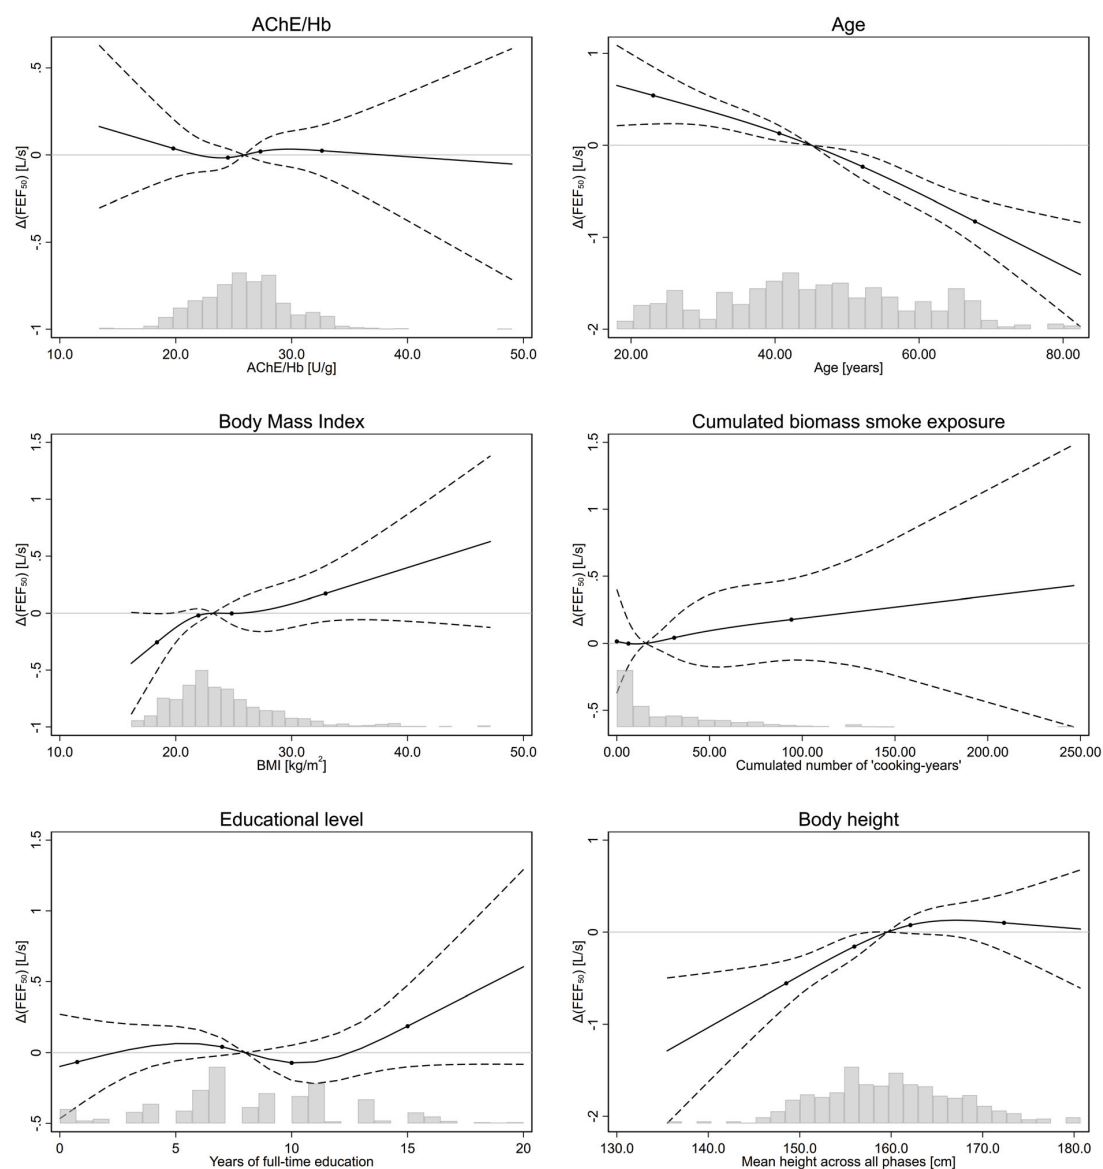 AChE/Hb
Δ(FEF50) [L/s]
.5
0
-.5
-1
10.0 20.0 30.0 40.0 50.0
AChE/Hb [U/g]
Age
Δ(FEF50) [L/s]
1
0
-1
-2
20.00 40.00 60.00 80.00
Age [years]
Body Mass Index
Δ(FEF50) [L/s]
1.5
1
.5
0
-.5
-1
10.0 20.0 30.0 40.0 50.0
BMI [kg/m²]
Cumulated biomass smoke exposure
Δ(FEF50) [L/s]
1.5
1
.5
0
-.5
0.00 50.00 100.00 150.00 200.00 250.00
Cumulated number of 'cooking-years'
Educational level
Δ(FEF50) [L/s]
1.5
1
.5
0
-.5
0 5 10 15 20
Years of full-time education
Body height
Δ(FEF50) [L/s]
1
0
-1
-2
130.0 140.0 150.0 160.0 170.0 180.0
Mean height across all phases [cm]